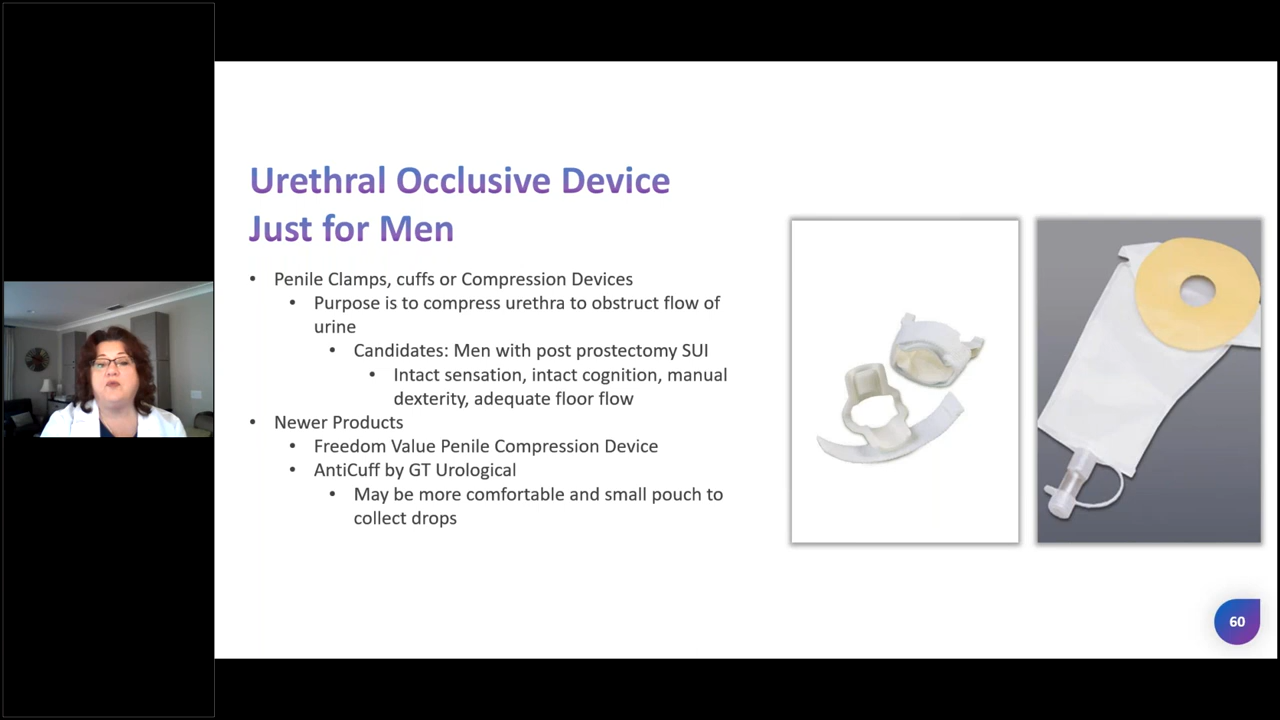 Urethral Occlusive Device
Just for Men
• Penile Clamps, cuffs or Compression Devices
• Purpose is to compress urethra to obstruct flow of
urine
• Candidates: Men with post prostectomy SUI
• Intact sensation, intact cognition, manual
dexterity, adequate floor flow
• Newer Products
• Freedom Value Penile Compression Device
• AntiCuff by GT Urological
• May be more comfortable and small pouch to
collect drops
60